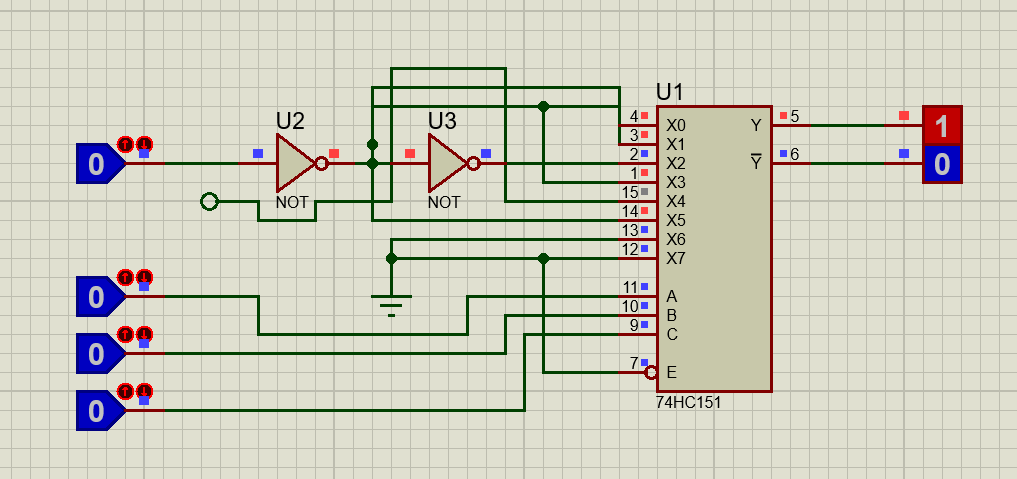 U1
U2
U3
0
NOT
NOT
4 X0
3 X1
2 X2
1 X3
15 X4
14 X5
13 X6
12 X7
11 A
10 B
9 C
7 E
Y 5
Y 6
1
0
0
0
0
74HC151